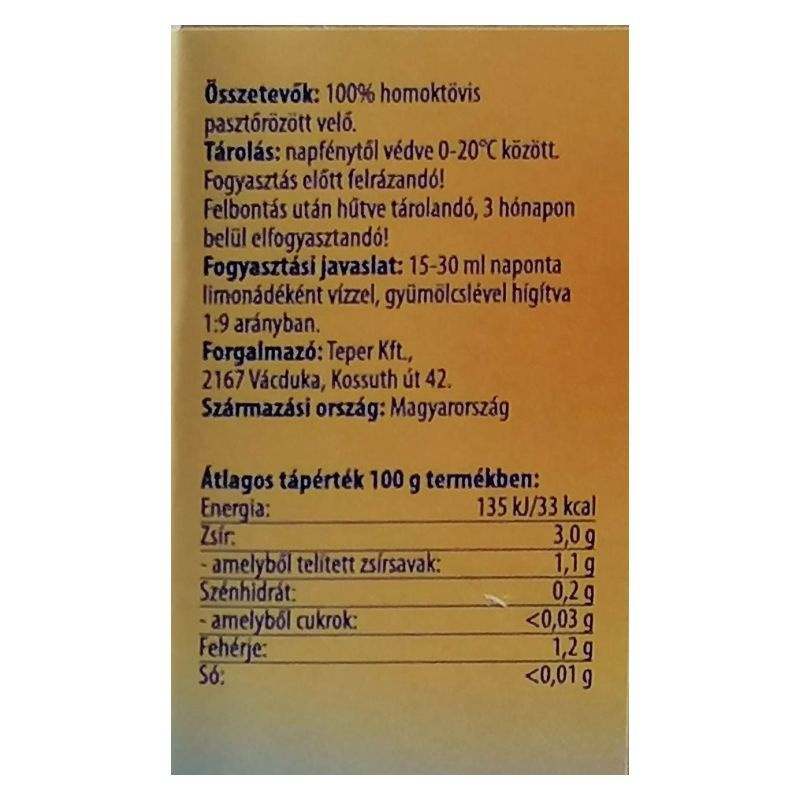 Összetevők: 100% homoktövis
pasztőrözött velő.
Tárolás: napfénytől védve 0-20°C között.
Fogyasztás előtt felrázandó!
Felbontás után hűtve tárolandó, 3 hónapon
belül elfogyasztandó!
Fogyasztási javaslat: 15-30 ml naponta
limonádéként vízzel, gyümölcslével hígítva
1:9 arányban.
Forgalmazó: Teper Kft.,
2167 Vácduka, Kossuth út 42.
Származási ország: Magyarország
Átlagos tápérték 100 g termékben:
Energia: 135 kJ/33 kcal
Zsír: 3,0 g
- amelyből telített zsírsavak: 1,1 g
Szénhidrát: 0,2 g
- amelyből cukrok: <0,03 g
Fehérje: 1,2 g
Só: <0,01 g